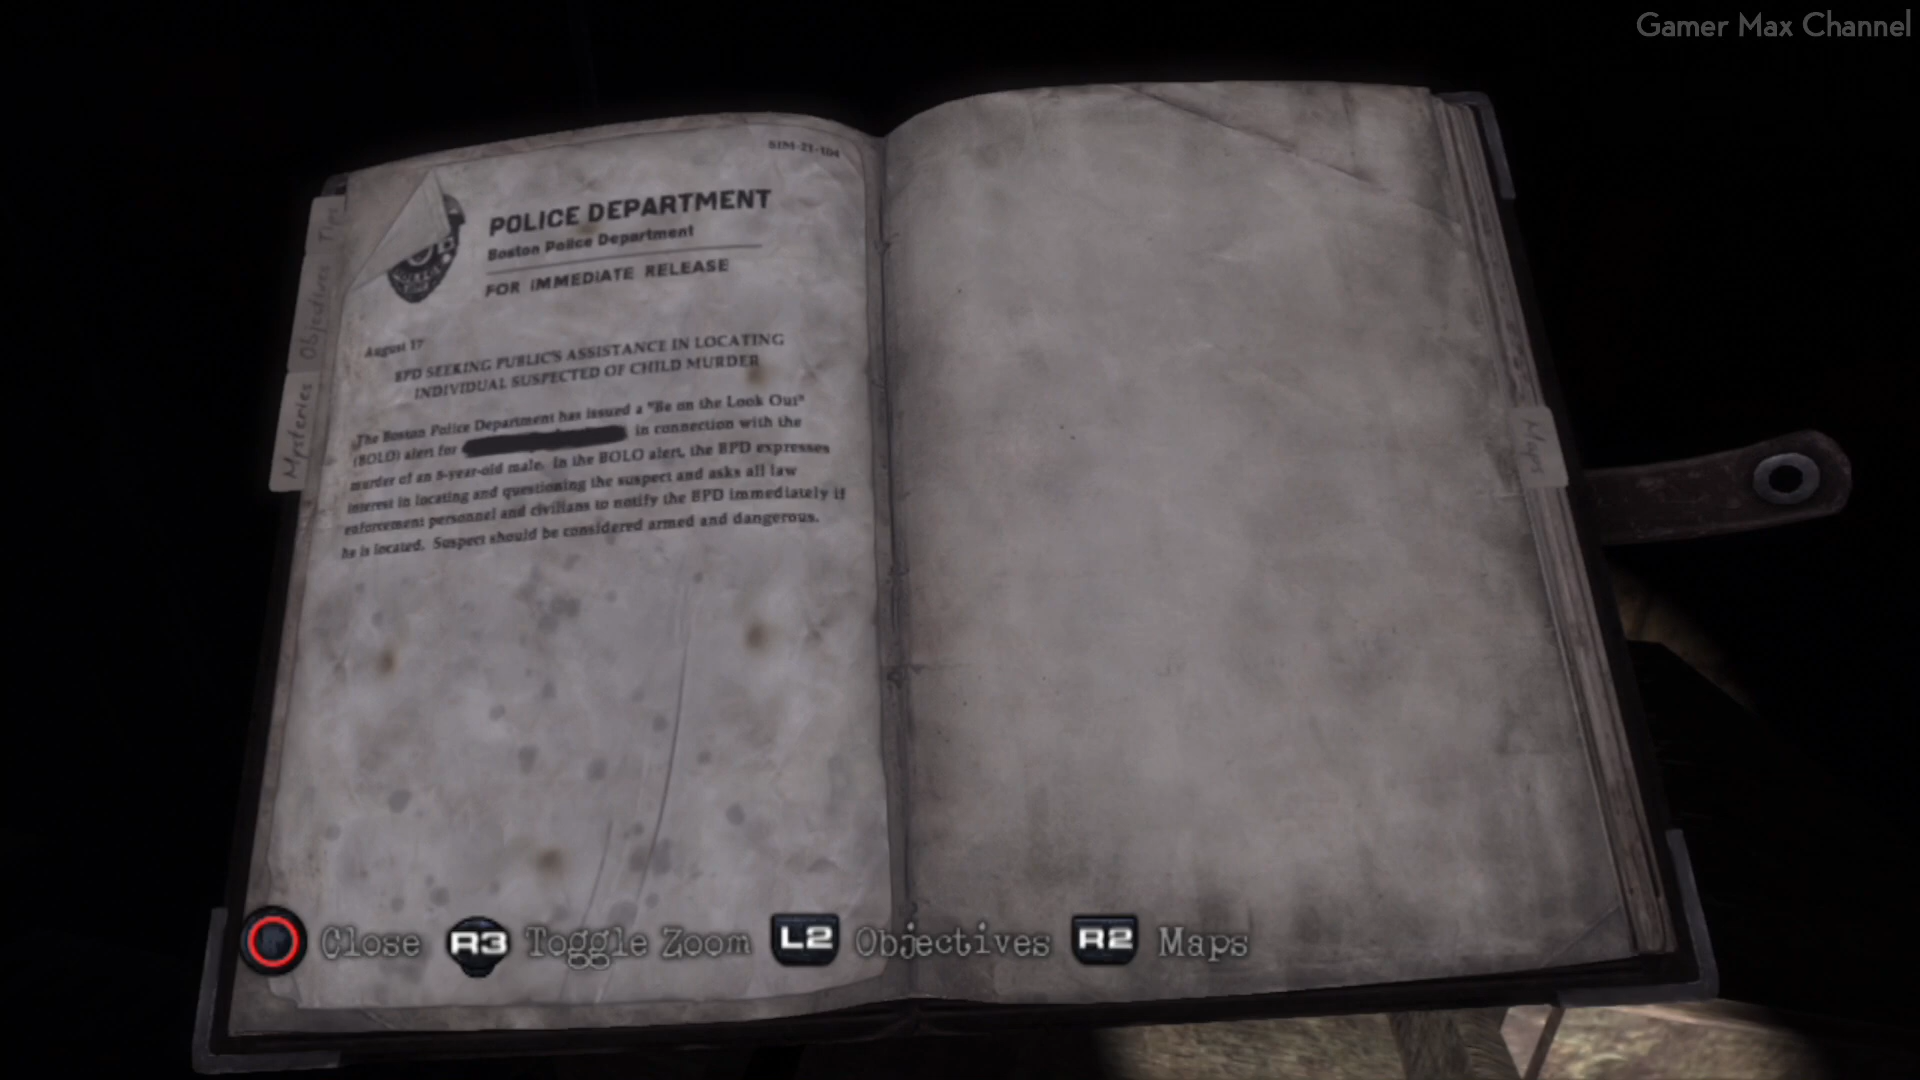 Gamer Max Channel
POLICE DEPARTMENT
Boston Police Department
FOR IMMEDIATE RELEASE
August 17
BPD SEEKING PUBLIC'S ASSISTANCE IN LOCATING
INDIVIDUAL SUSPECTED OF CHILD MURDER
The Boston Police Department has issued a "Be on the Look Out"
(BOLO) alert for in connection with the
murder of an 8-year-old male. In the BOLO alert, the BPD expresses
interest in locating and questioning the suspect and asks all law
enforcement personnel and civilians to notify the BPD immediately if
he is located. Suspect should be considered armed and dangerous.
Objectives
Mysteries
Maps
Close
R3 Toggle Zoom
L2 Objectives
R2 Maps